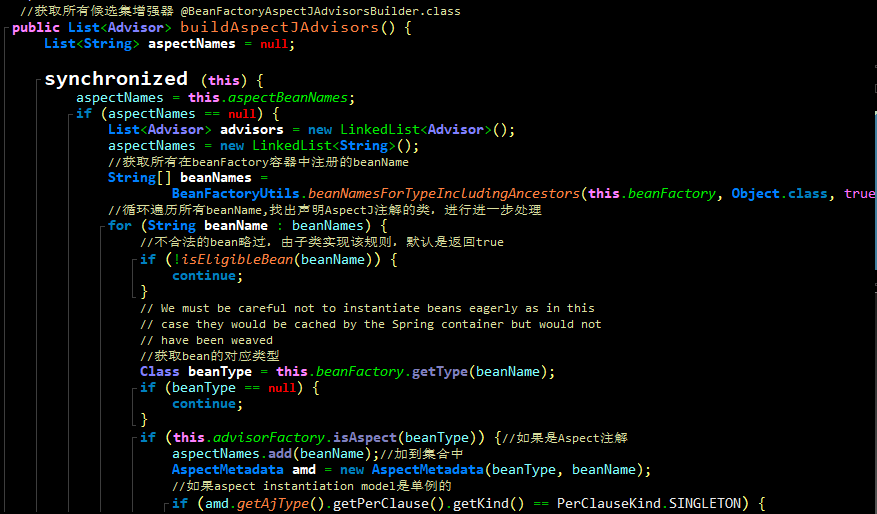 //获取所有候选集增强器 @BeanFactoryAspectJAdvisorsBuilder.class
public List<Advisor> buildAspectJAdvisors() {
List<String> aspectNames = null;
synchronized (this) {
aspectNames = this.aspectBeanNames;
if (aspectNames == null) {
List<Advisor> advisors = new LinkedList<Advisor>();
aspectNames = new LinkedList<String>();
//获取所有在beanFactory容器中注册的beanName
String[] beanNames =
BeanFactoryUtils.beanNamesForTypeIncludingAncestors(this.beanFactory, Object.class, true
//循环遍历所有beanName,找出声明AspectJ注解的类，进行进一步处理
for (String beanName : beanNames) {
//不合法的bean略过，由子类实现该规则，默认是返回true
if (!isEligibleBean(beanName)) {
continue;
}
// We must be careful not to instantiate beans eagerly as in this
// case they would be cached by the Spring container but would not
// have been weaved
//获取bean的对应类型
Class beanType = this.beanFactory.getType(beanName);
if (beanType == null) {
continue;
}
if (this.advisorFactory.isAspect(beanType)) {//如果是Aspect注解
aspectNames.add(beanName);//加到集合中
AspectMetadata amd = new AspectMetadata(beanType, beanName);
//如果aspect instantiation model是单例的
if (amd.getAjType().getPerClause().getKind() == PerClauseKind.SINGLETON) {